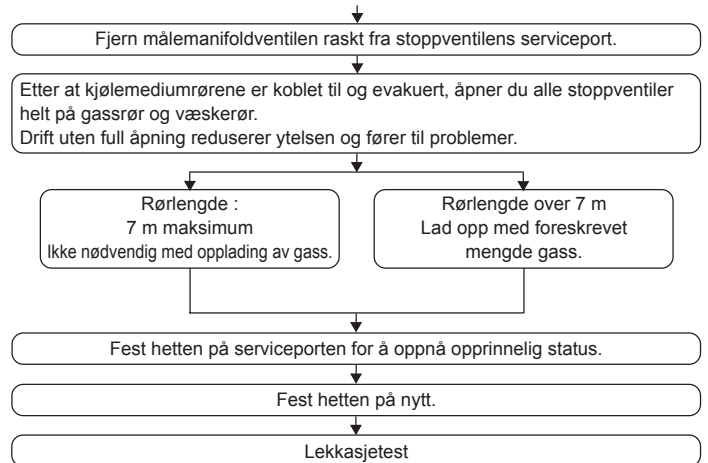 Fjern målemanifoldventilen raskt fra stoppventilens serviceport.
Etter at kjølemediumrørene er koblet til og evakuert, åpner du alle stoppventiler
helt på gassrør og væskerør.
Drift uten full åpning reduserer ytelsen og fører til problemer.
Rørlengde :
7 m maksimum
Ikke nødvendig med opplading av gass.
Rørlengde over 7 m
Lad opp med foreskrevet
mengde gass.
Fest hetten på serviceporten for å oppnå opprinnelig status.
Fest hetten på nytt.
Lekkasjetest